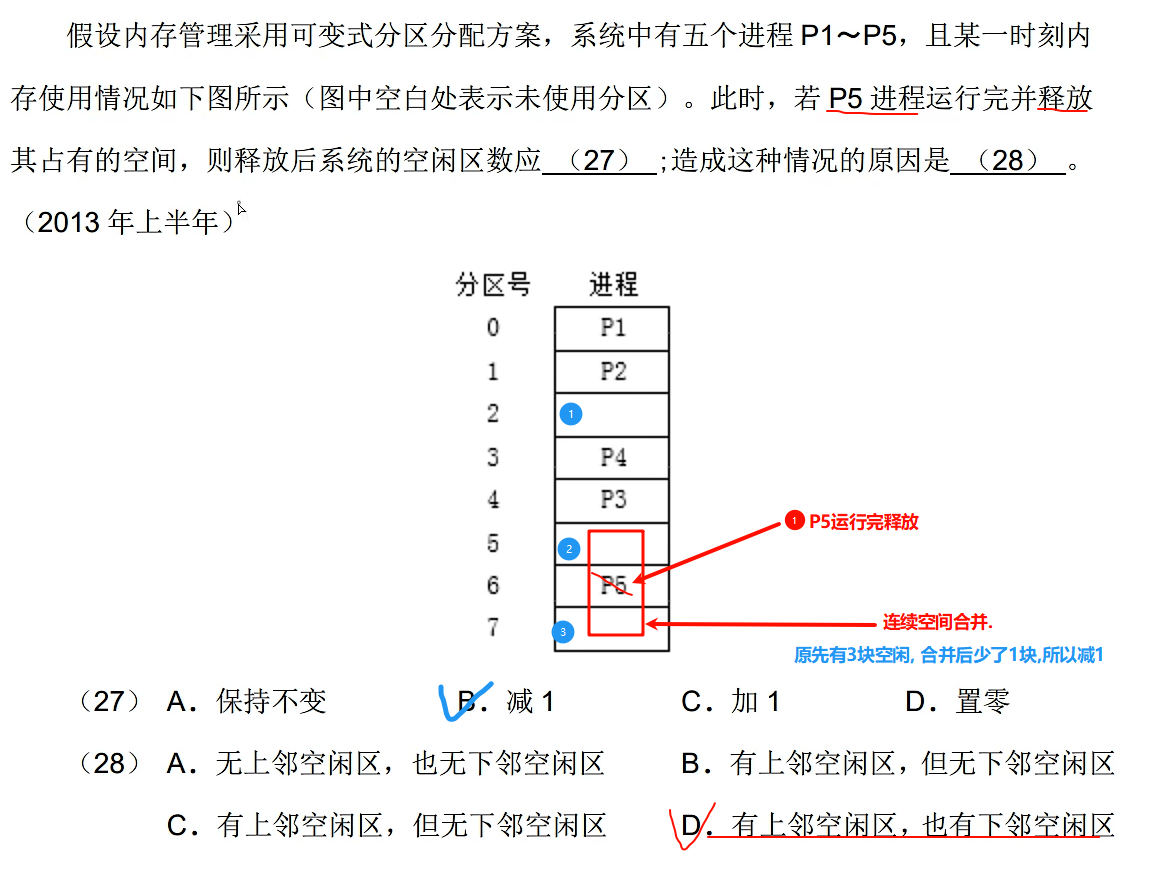 假设内存管理采用可变式分区分配方案，系统中有五个进程 P1～P5，且某一时刻内
存使用情况如下图所示（图中空白处表示未使用分区）。此时，若 P5 进程运行完并释放
其占有的空间，则释放后系统的空闲区数应 （27） ;造成这种情况的原因是 （28） 。
（2013 年上半年）
分区号 进程
0 P1
1 P2
2 1
3 P4
4 P3
1 P5运行完释放
5 2
6 P5
7 3
连续空间合并.
原先有3块空闲, 合并后少了1块,所以减1
（27） A．保持不变 B．减 1 C．加 1 D．置零
（28） A．无上邻空闲区，也无下邻空闲区 B．有上邻空闲区，但无下邻空闲区
C．有上邻空闲区，但无下邻空闲区 D．有上邻空闲区，也有下邻空闲区